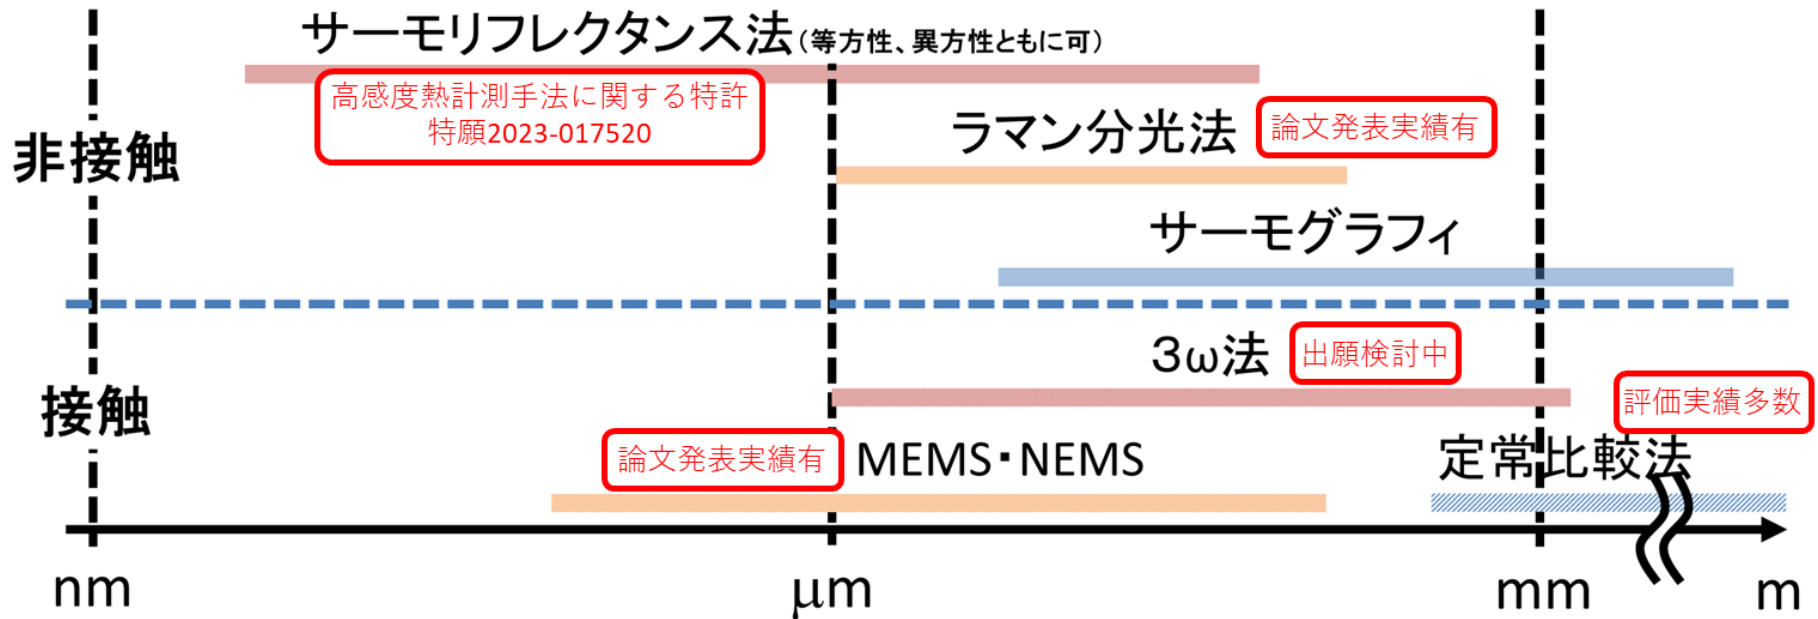 サーモリフレクタンス法(等方性、異方性ともに可)
高感度熱計測手法に関する特許
特願2023-017520
ラマン分光法
論文発表実績有
非接触
サーモグラフィ
3ω法
出願検討中
接触
評価実績多数
論文発表実績有
MEMS・NEMS
定常比較法
nm
μm
mm
m